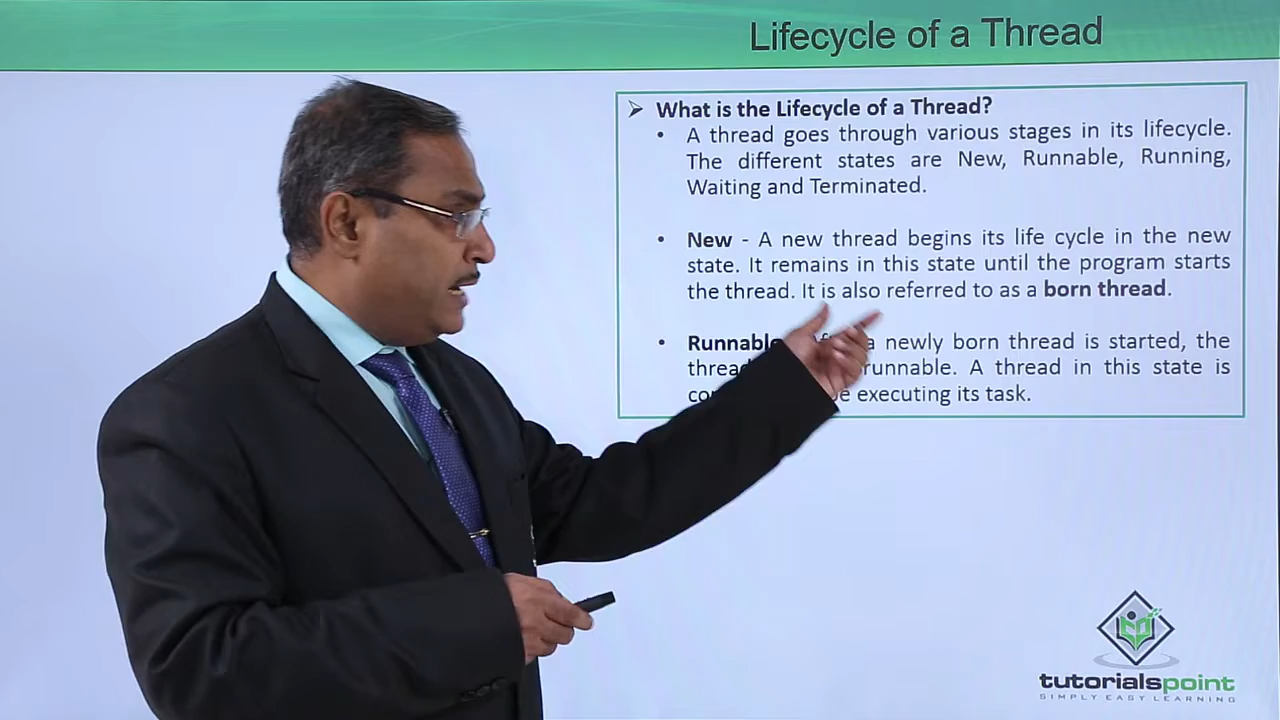 Lifecycle of a Thread
➢ What is the Lifecycle of a Thread?
• A thread goes through various stages in its lifecycle.
The different states are New, Runnable, Running,
Waiting and Terminated.
• New - A new thread begins its life cycle in the new
state. It remains in this state until the program starts
the thread. It is also referred to as a born thread.
• Runnable a newly born thread is started, the
runnable. A thread in this state is
executing its task.
tutorialspoint
SIMPLY EASY LEARNING